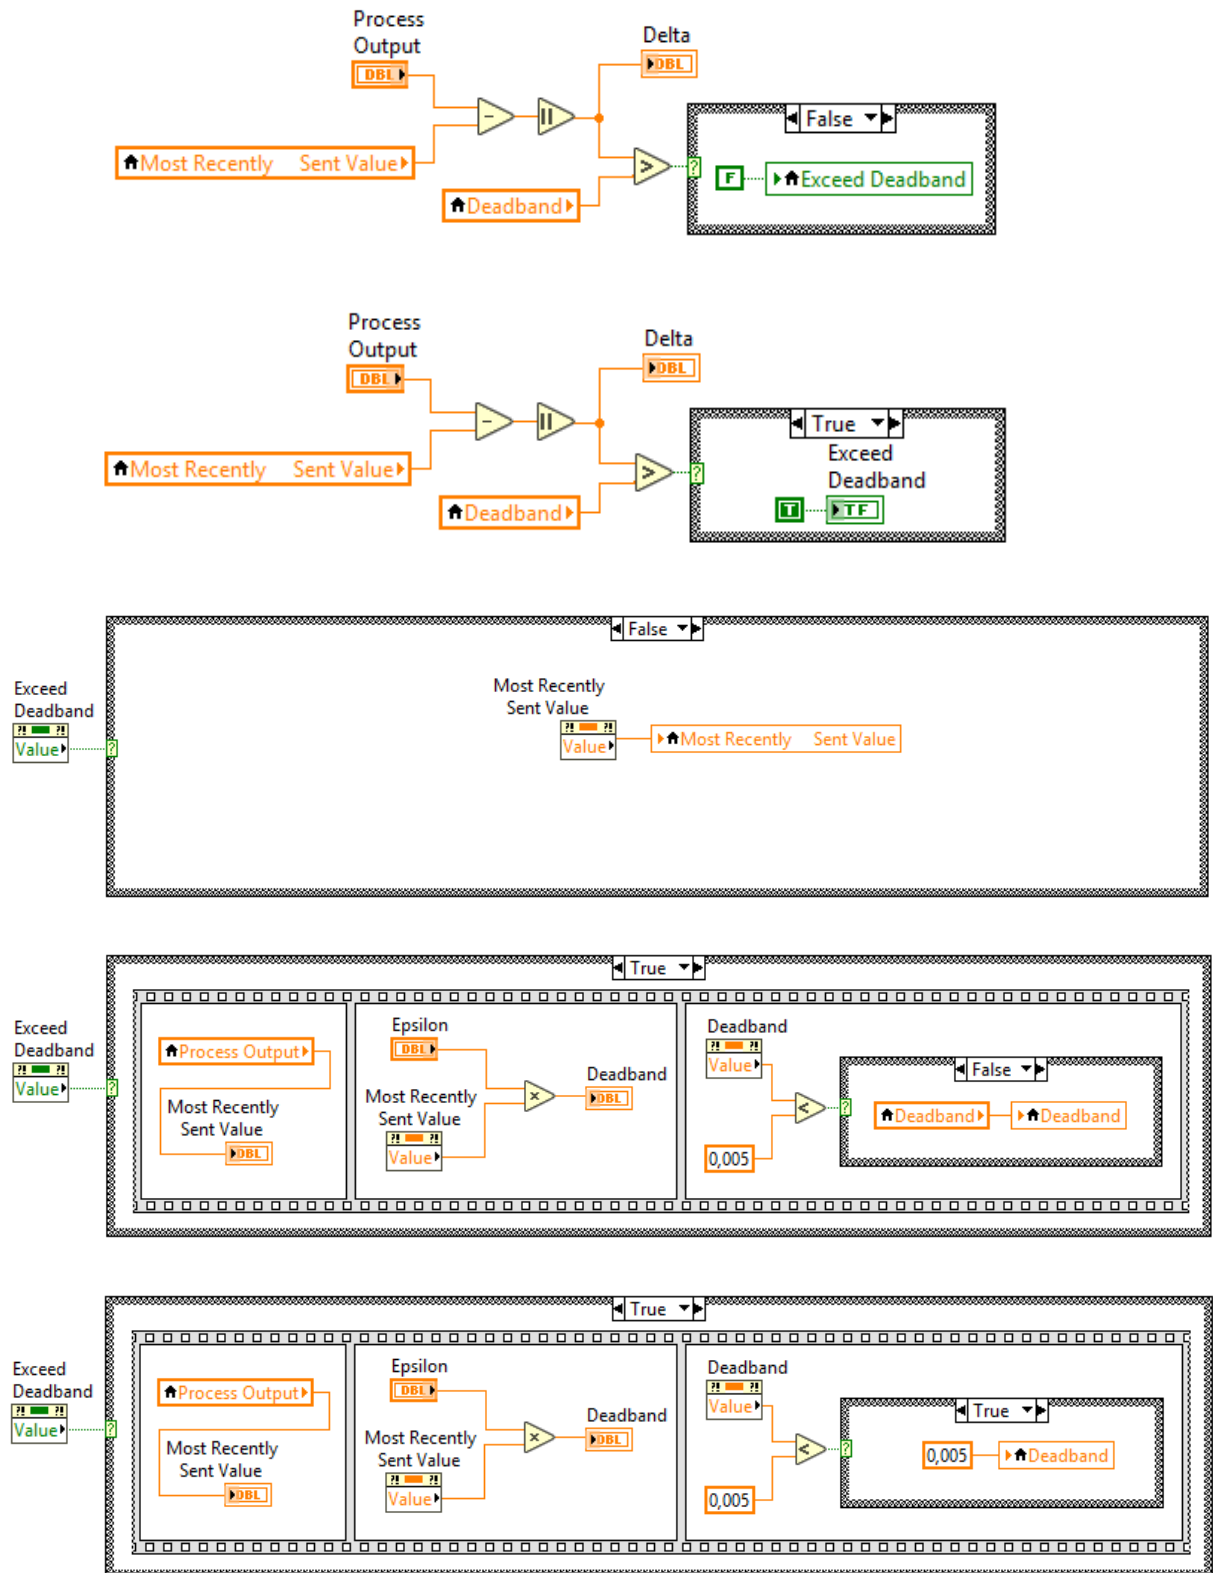 Process
Output
Delta
DBL
DBL
False
Most Recently Sent Value
Deadband
F
Exceed Deadband
Process
Output
Delta
DBL
DBL
True
Exceed
Deadband
Most Recently Sent Value
Deadband
T
TF
False
Exceed
Deadband
Value
Most Recently
Sent Value
Value
Most Recently Sent Value
True
Exceed
Deadband
Value
Process Output
Most Recently
Sent Value
DBL
Epsilon
DBL
Most Recently
Sent Value
Value
Deadband
DBL
Deadband
Value
0,005
False
Deadband
Deadband
True
Exceed
Deadband
Value
Process Output
Most Recently
Sent Value
DBL
Epsilon
DBL
Most Recently
Sent Value
Value
Deadband
DBL
Deadband
Value
0,005
True
0,005
Deadband